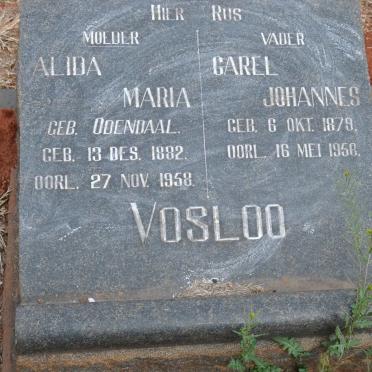 HIER RUS
MOEDER
ALIDA
MARIA
GEB. ODENDAAL.
GEB. 13 DES. 1882.
OORL. 27 NOV. 1958.
VADER
CAREL
JOHANNES
GEB. 6 OKT. 1879.
OORL. 16 MEI 1958.
VOSLOO